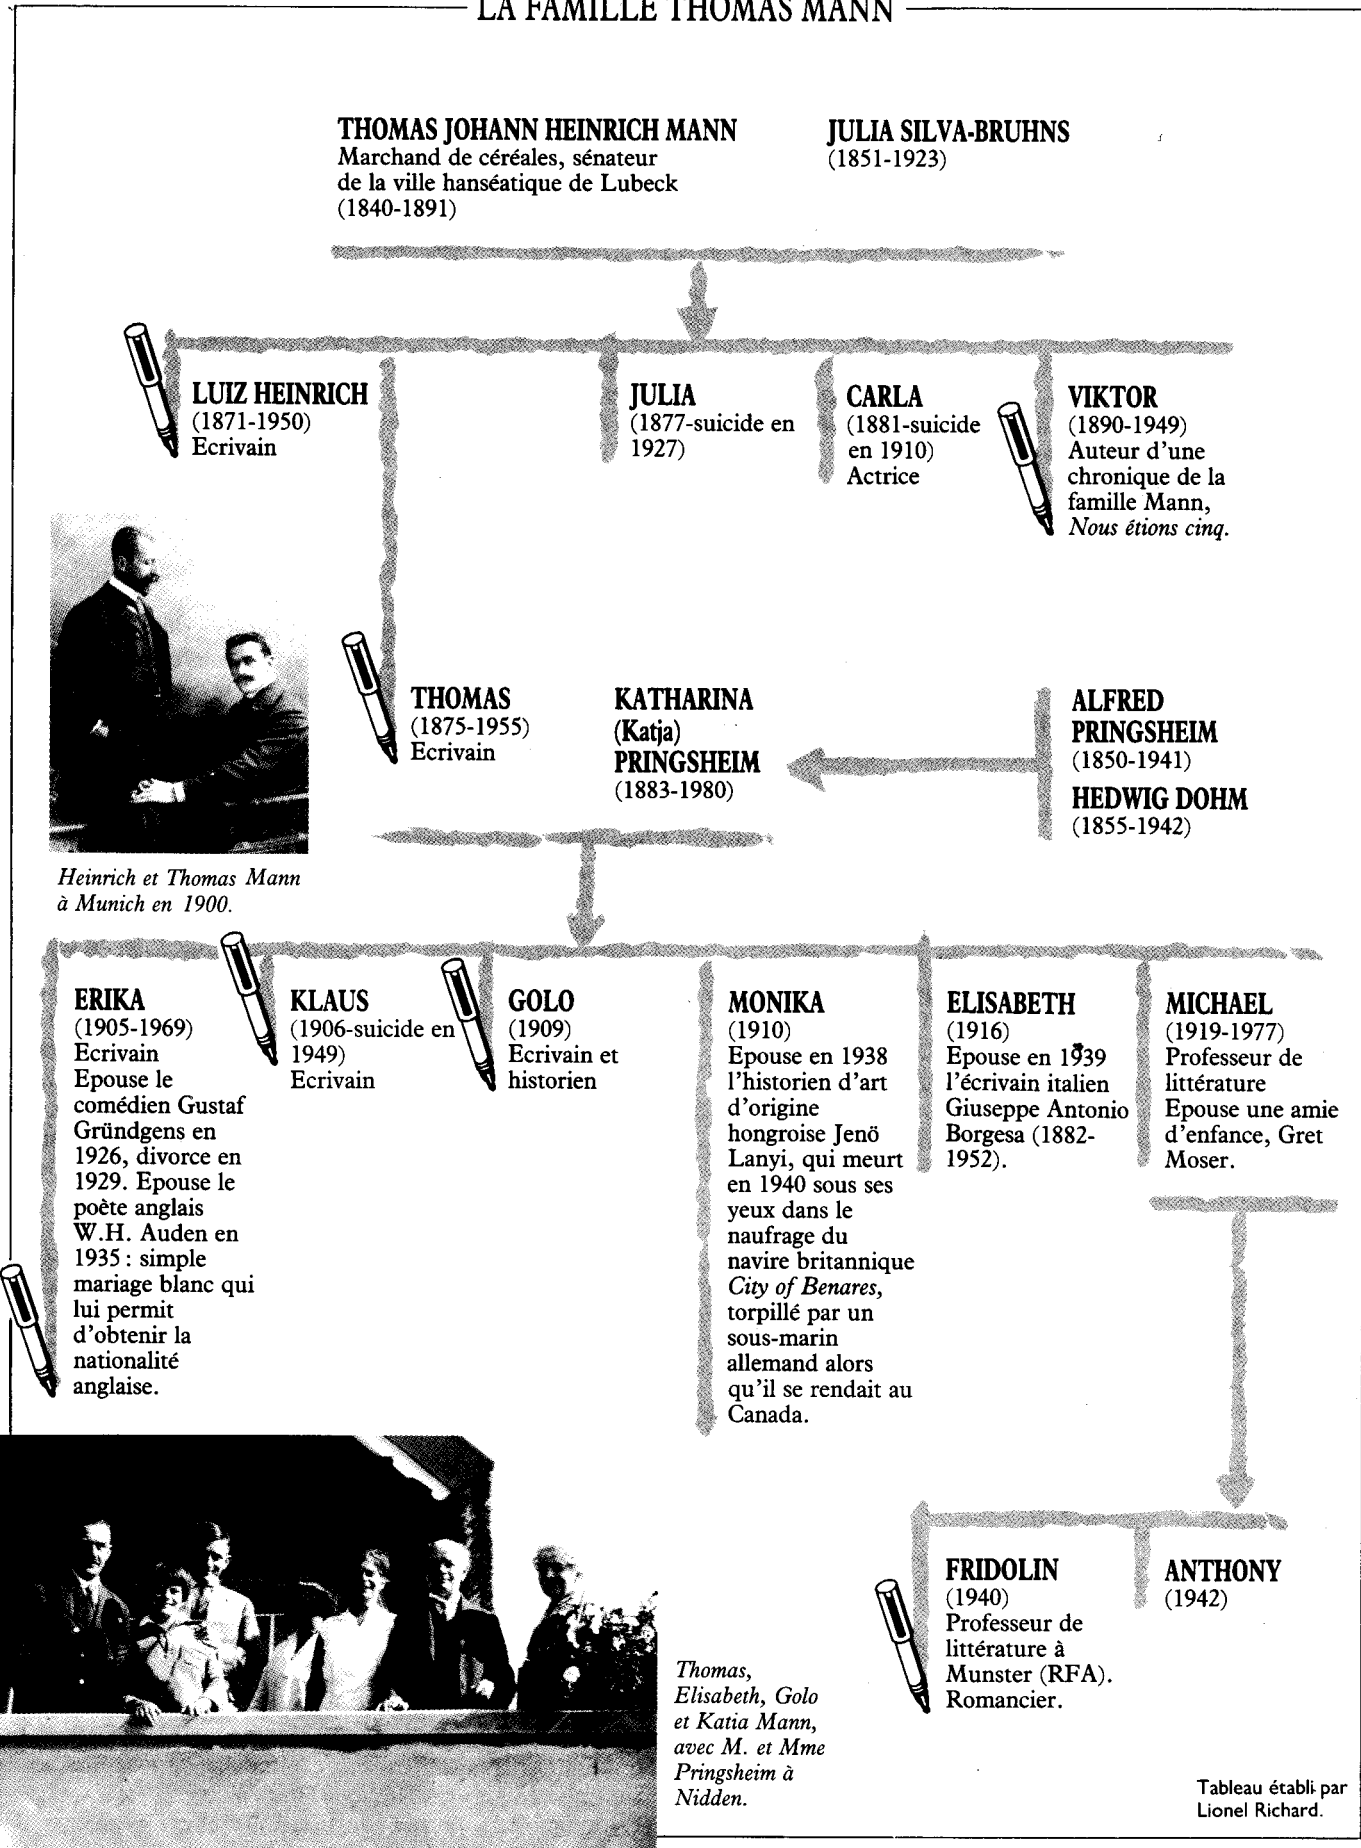 LA FAMILLE THOMAS MANN
THOMAS JOHANN HEINRICH MANN
Marchand de céréales, sénateur
de la ville hanséatique de Lubeck
(1840-1891)
JULIA SILVA-BRUHNS
(1851-1923)
LUIZ HEINRICH
(1871-1950)
Ecrivain
JULIA
(1877-suicide en
1927)
CARLA
(1881-suicide
en 1910)
Actrice
VIKTOR
(1890-1949)
Auteur d'une
chronique de la
famille Mann,
Nous étions cinq.
Heinrich et Thomas Mann
à Munich en 1900.
THOMAS
(1875-1955)
Ecrivain
KATHARINA
(Katja)
PRINGSHEIM
(1883-1980)
ALFRED
PRINGSHEIM
(1850-1941)
HEDWIG DOHM
(1855-1942)
ERIKA
(1905-1969)
Ecrivain
Epouse le
comédien Gustaf
Gründgens en
1926, divorce en
1929. Epouse le
poète anglais
W.H. Auden en
1935 : simple
mariage blanc qui
lui permit
d'obtenir la
nationalité
anglaise.
KLAUS
(1906-suicide en
1949)
Ecrivain
GOLO
(1909)
Ecrivain et
historien
MONIKA
(1910)
Epouse en 1938
l'historien d'art
d'origine
hongroise Jenö
Lanyi, qui meurt
en 1940 sous ses
yeux dans le
naufrage du
navire britannique
City of Benares,
torpillé par un
sous-marin
allemand alors
qu'il se rendait au
Canada.
ELISABETH
(1916)
Epouse en 1939
l'écrivain italien
Giuseppe Antonio
Borgesa (1882-
1952).
MICHAEL
(1919-1977)
Professeur de
littérature
Epouse une amie
d'enfance, Gret
Moser.
FRIDOLIN
(1940)
Professeur de
littérature à
Munster (RFA).
Romancier.
ANTHONY
(1942)
Thomas,
Elisabeth, Golo
et Katia Mann,
avec M. et Mme
Pringsheim à
Nidden.
Tableau établi par
Lionel Richard.